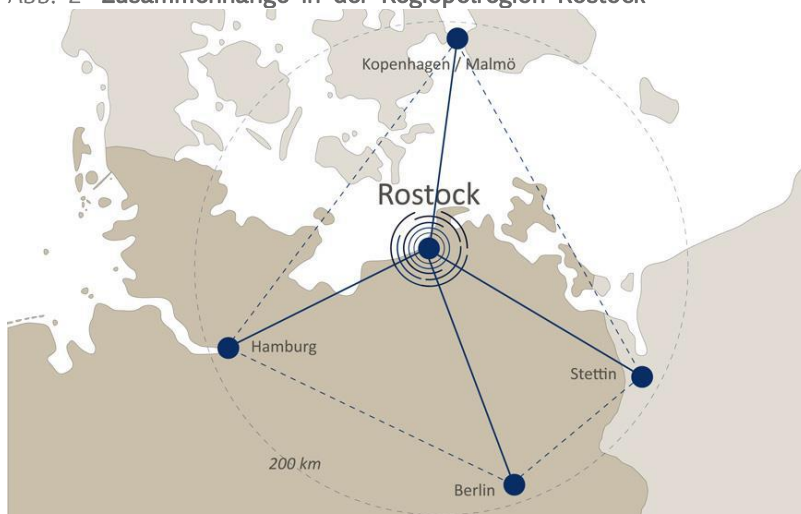 Abb. 2 Zusammenhänge in der Regiopolregion Rostock
Kopenhagen / Malmö
Rostock
Hamburg
Stettin
200 km
Berlin